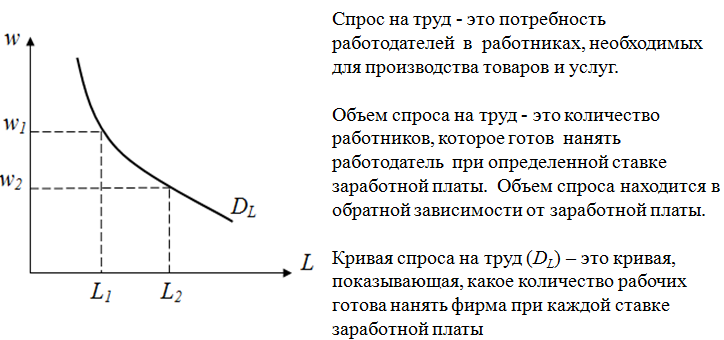 w
w1
w2
DL
L
L1
L2
Спрос на труд - это потребность
работодателей в работниках, необходимых
для производства товаров и услуг.
Объем спроса на труд - это количество
работников, которое готов нанять
работодатель при определенной ставке
заработной платы. Объем спроса находится в
обратной зависимости от заработной платы.
Кривая спроса на труд (DL) – это кривая,
показывающая, какое количество рабочих
готова нанять фирма при каждой ставке
заработной платы